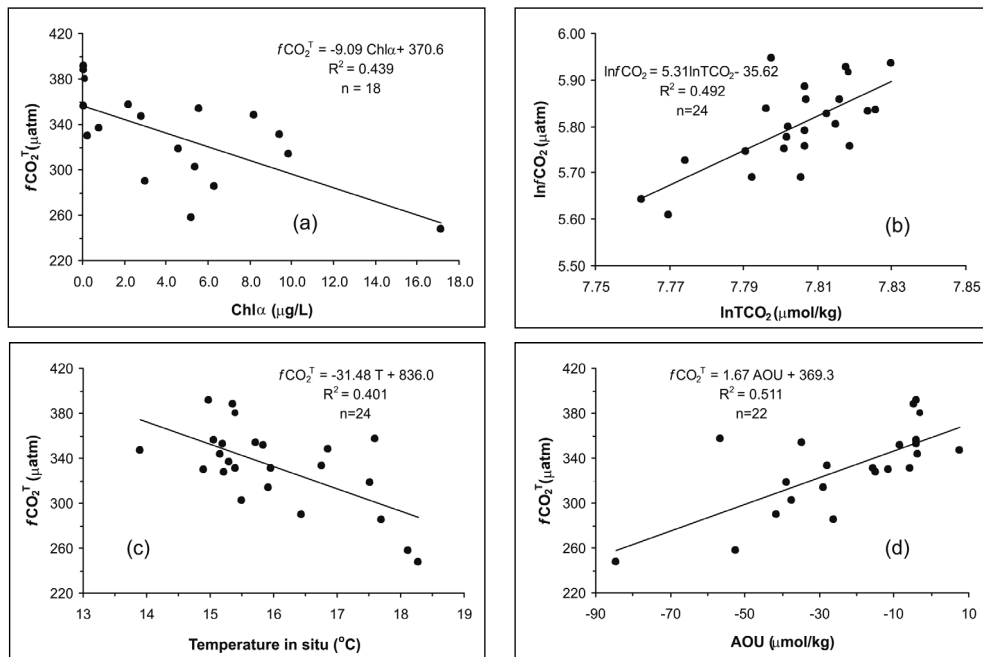 fCO₂ᵀ = -9.09 Chlα+ 370.6
R² = 0.439
n = 18
420
380
340
300
260
220
fCO₂ᵀ (μatm)
(a)
0.0 2.0 4.0 6.0 8.0 10.0 12.0 14.0 16.0 18.0
Chlα (μg/L)
lnfCO₂ = 5.31lnTCO₂- 35.62
R² = 0.492
n=24
6.00
5.90
5.80
5.70
5.60
5.50
lnfCO₂ (μatm)
(b)
7.75 7.77 7.79 7.81 7.83 7.85
lnTCO₂ (μmol/kg)
fCO₂ᵀ = -31.48 T + 836.0
R² = 0.401
n=24
420
380
340
300
260
220
fCO₂ᵀ (μatm)
(c)
13 14 15 16 17 18 19
Temperature in situ (°C)
fCO₂ᵀ = 1.67 AOU + 369.3
R² = 0.511
n=22
420
380
340
300
260
220
fCO₂ᵀ (μatm)
(d)
-90 -70 -50 -30 -10 10
AOU (μmol/kg)